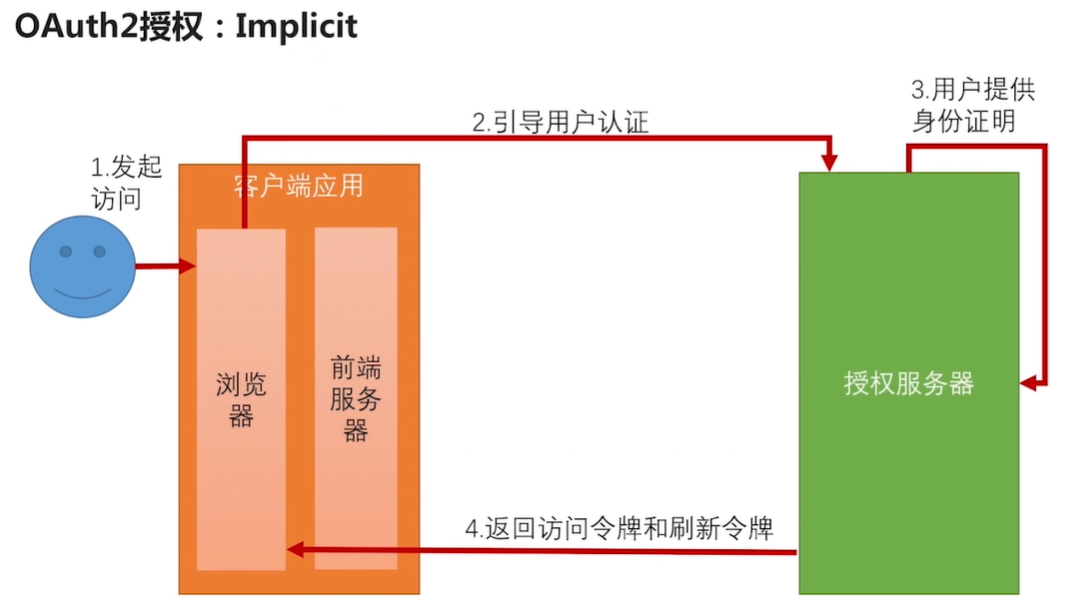 OAuth2授权：Implicit
3.用户提供
身份证明
2.引导用户认证
1.发起
访问
客户端应用
浏览
器
前端
服务
器
授权服务器
4.返回访问令牌和刷新令牌